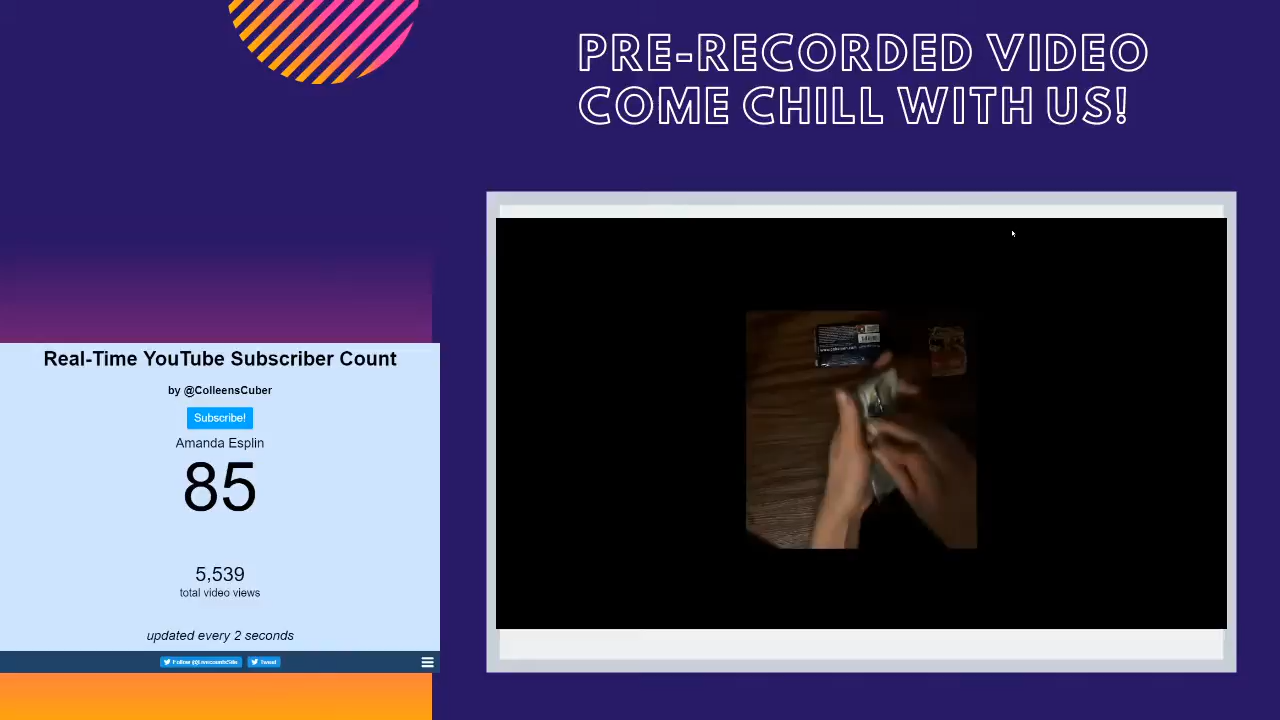 PRE-RECORDED VIDEO
COME CHILL WITH US!
Real-Time YouTube Subscriber Count
by @ColleensCuber
Subscribe!
Amanda Esplin
85
5,539
total video views
updated every 2 seconds
Tweet